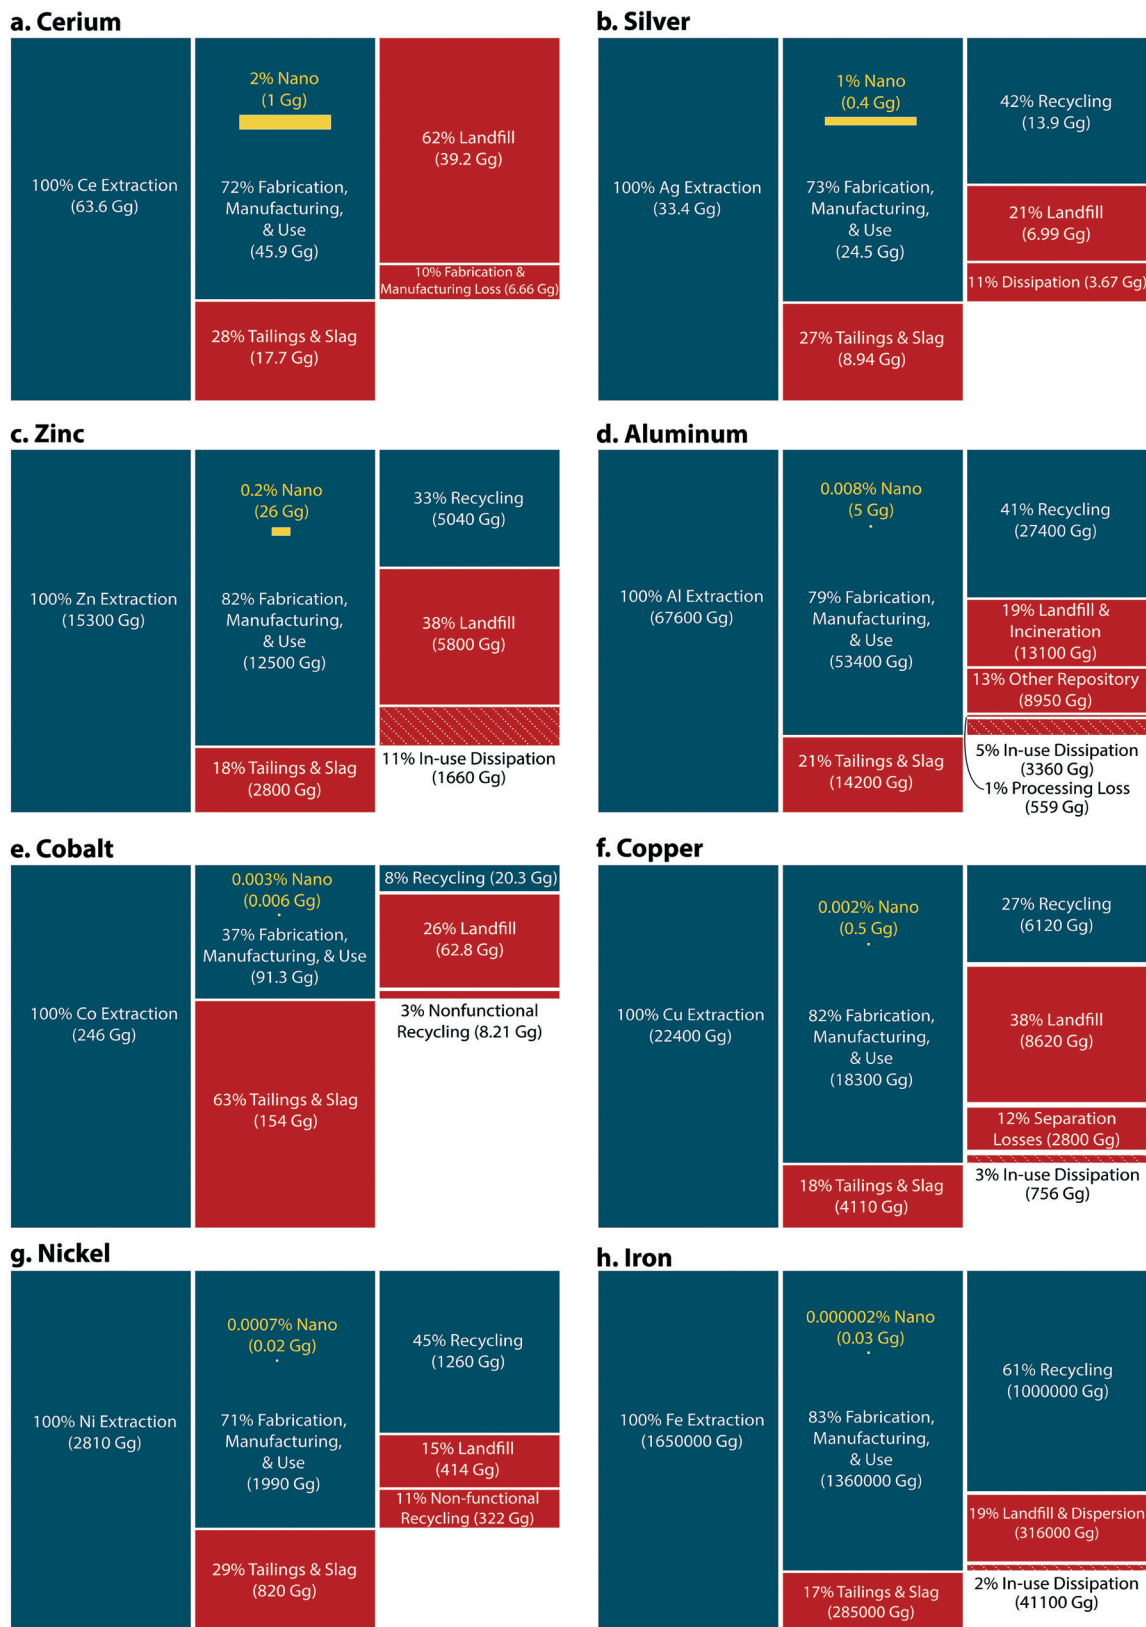 a. Cerium
100% Ce Extraction
(63.6 Gg)
2% Nano
(1 Gg)
72% Fabrication,
Manufacturing,
& Use
(45.9 Gg)
28% Tailings & Slag
(17.7 Gg)
62% Landfill
(39.2 Gg)
10% Fabrication &
Manufacturing Loss (6.66 Gg)
b. Silver
100% Ag Extraction
(33.4 Gg)
1% Nano
(0.4 Gg)
73% Fabrication,
Manufacturing,
& Use
(24.5 Gg)
27% Tailings & Slag
(8.94 Gg)
42% Recycling
(13.9 Gg)
21% Landfill
(6.99 Gg)
11% Dissipation (3.67 Gg)
c. Zinc
100% Zn Extraction
(15300 Gg)
0.2% Nano
(26 Gg)
82% Fabrication,
Manufacturing,
& Use
(12500 Gg)
18% Tailings & Slag
(2800 Gg)
33% Recycling
(5040 Gg)
38% Landfill
(5800 Gg)
11% In-use Dissipation
(1660 Gg)
d. Aluminum
100% Al Extraction
(67600 Gg)
0.008% Nano
(5 Gg)
79% Fabrication,
Manufacturing,
& Use
(53400 Gg)
21% Tailings & Slag
(14200 Gg)
41% Recycling
(27400 Gg)
19% Landfill &
Incineration
(13100 Gg)
13% Other Repository
(8950 Gg)
5% In-use Dissipation
(3360 Gg)
1% Processing Loss
(559 Gg)
e. Cobalt
100% Co Extraction
(246 Gg)
0.003% Nano
(0.006 Gg)
37% Fabrication,
Manufacturing, & Use
(91.3 Gg)
63% Tailings & Slag
(154 Gg)
8% Recycling (20.3 Gg)
26% Landfill
(62.8 Gg)
3% Nonfunctional
Recycling (8.21 Gg)
f. Copper
100% Cu Extraction
(22400 Gg)
0.002% Nano
(0.5 Gg)
82% Fabrication,
Manufacturing,
& Use
(18300 Gg)
18% Tailings & Slag
(4110 Gg)
27% Recycling
(6120 Gg)
38% Landfill
(8620 Gg)
12% Separation
Losses (2800 Gg)
3% In-use Dissipation
(756 Gg)
g. Nickel
100% Ni Extraction
(2810 Gg)
0.0007% Nano
(0.02 Gg)
71% Fabrication,
Manufacturing,
& Use
(1990 Gg)
29% Tailings & Slag
(820 Gg)
45% Recycling
(1260 Gg)
15% Landfill
(414 Gg)
11% Non-functional
Recycling (322 Gg)
h. Iron
100% Fe Extraction
(1650000 Gg)
0.000002% Nano
(0.03 Gg)
83% Fabrication,
Manufacturing,
& Use
(1360000 Gg)
17% Tailings & Slag
(285000 Gg)
61% Recycling
(1000000 Gg)
19% Landfill & Dispersion
(316000 Gg)
2% In-use Dissipation
(41100 Gg)